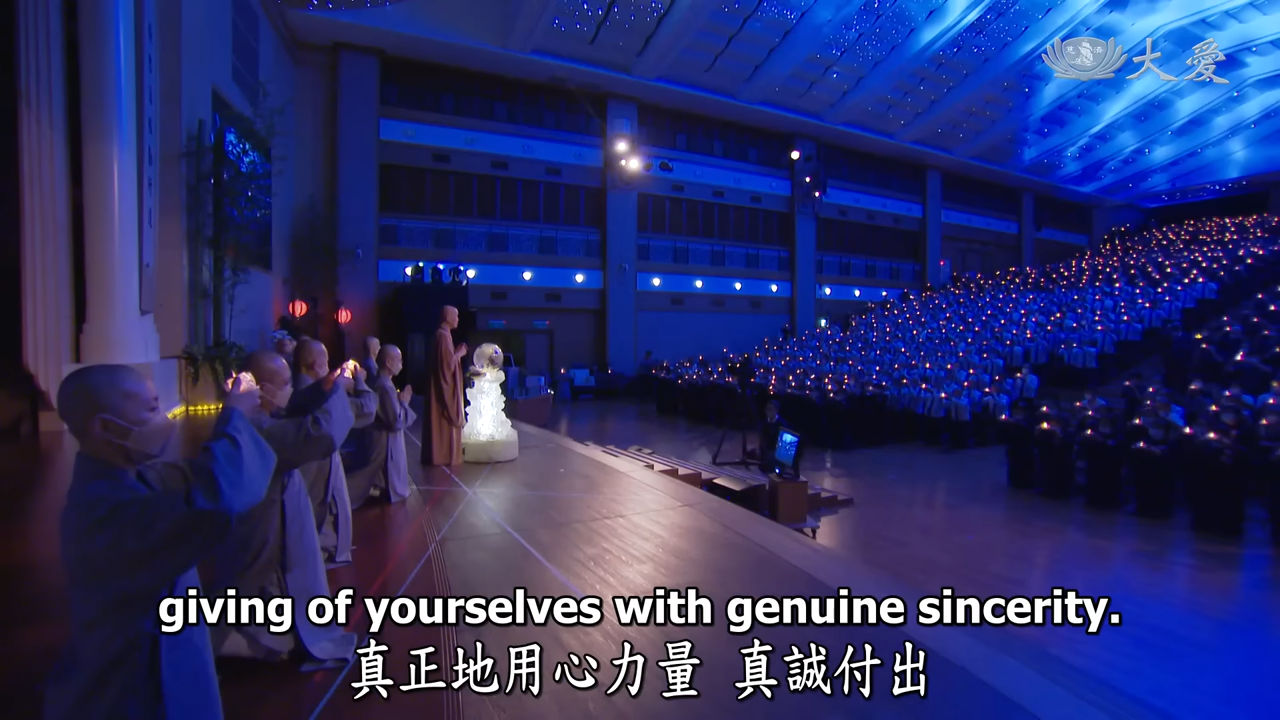 大愛
giving of yourselves with genuine sincerity.
真正地用心力量 真誠付出